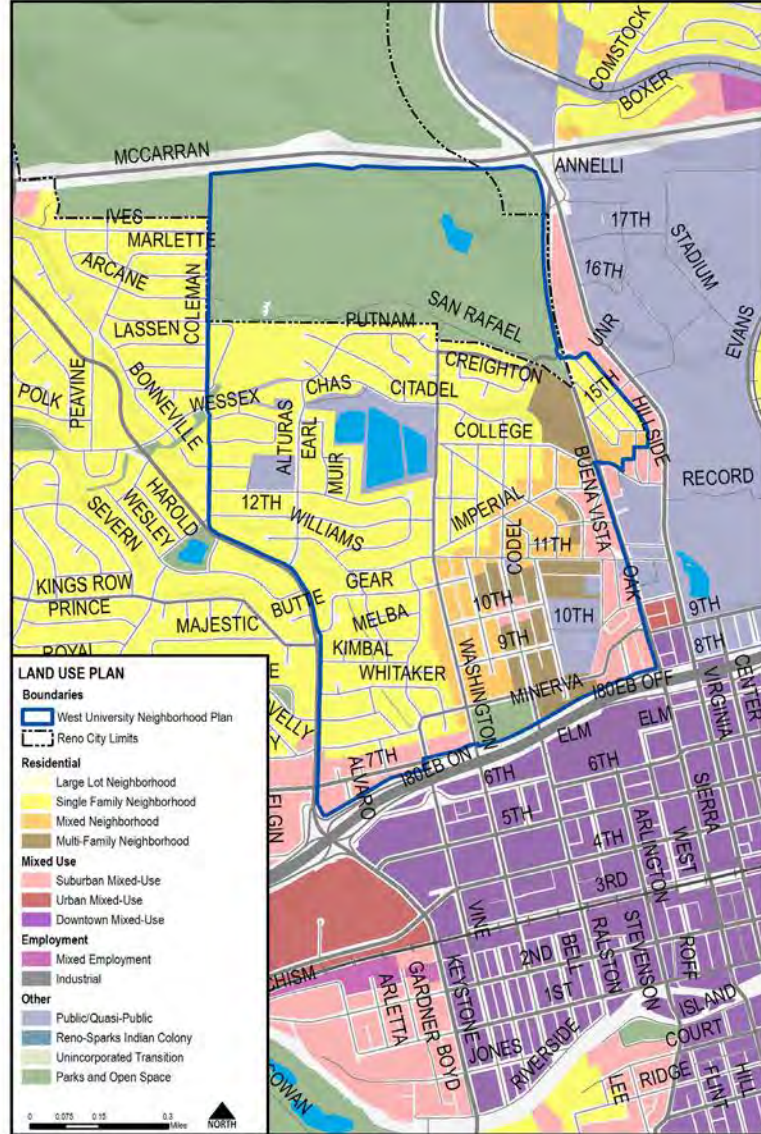 COMSTOCK
BOXER
MCCARRAN
ANNELLI
IVES
17TH
STADIUM
MARLETTE
ARCANE
COLEMAN
16TH
LASSEN
SAN RAFAEL
PUTNAM
UNR
EVANS
BONNEVILLE
CREIGHTON
PEAVINE
POLK
WESSEX
CHAS
CITADEL
15TH
HILLSIDE
ALTURAS
EARL
COLLEGE
MUIR
BUENA VISTA
RECORD
HAROLD
WESLEY
SEVERN
12TH
WILLIAMS
IMPERIAL
CODEL
11TH
KINGS ROW
PRINCE
BUTTE
GEAR
OAK
MAJESTIC
MELBA
10TH
10TH
9TH
9TH
KIMBAL
8TH
ROYAL
WHITAKER
WASHINGTON
MINERVA
I80EB OFF
VIRGINIA
CENTER
VELLY
7TH
ALVARO
I80EB ON
ELM
ELM
ELGIN
6TH
6TH
SIERRA
5TH
ARLINGTON
WEST
4TH
3RD
VINE
STEVENSON
RALSTON
BELL
2ND
ROFF
CHISM
KEYSTONE
GARDNER
ARLETTA
1ST
ISLAND
BOYD
JONES
RIVERSIDE
COURT
RIDGE
LEE
FLINT
HILL
COWAN
LAND USE PLAN
Boundaries
West University Neighborhood Plan
Reno City Limits
Residential
Large Lot Neighborhood
Single Family Neighborhood
Mixed Neighborhood
Multi-Family Neighborhood
Mixed Use
Suburban Mixed-Use
Urban Mixed-Use
Downtown Mixed-Use
Employment
Mixed Employment
Industrial
Other
Public/Quasi-Public
Reno-Sparks Indian Colony
Unincorporated Transition
Parks and Open Space
0 0.075 0.15 0.3
Miles
NORTH